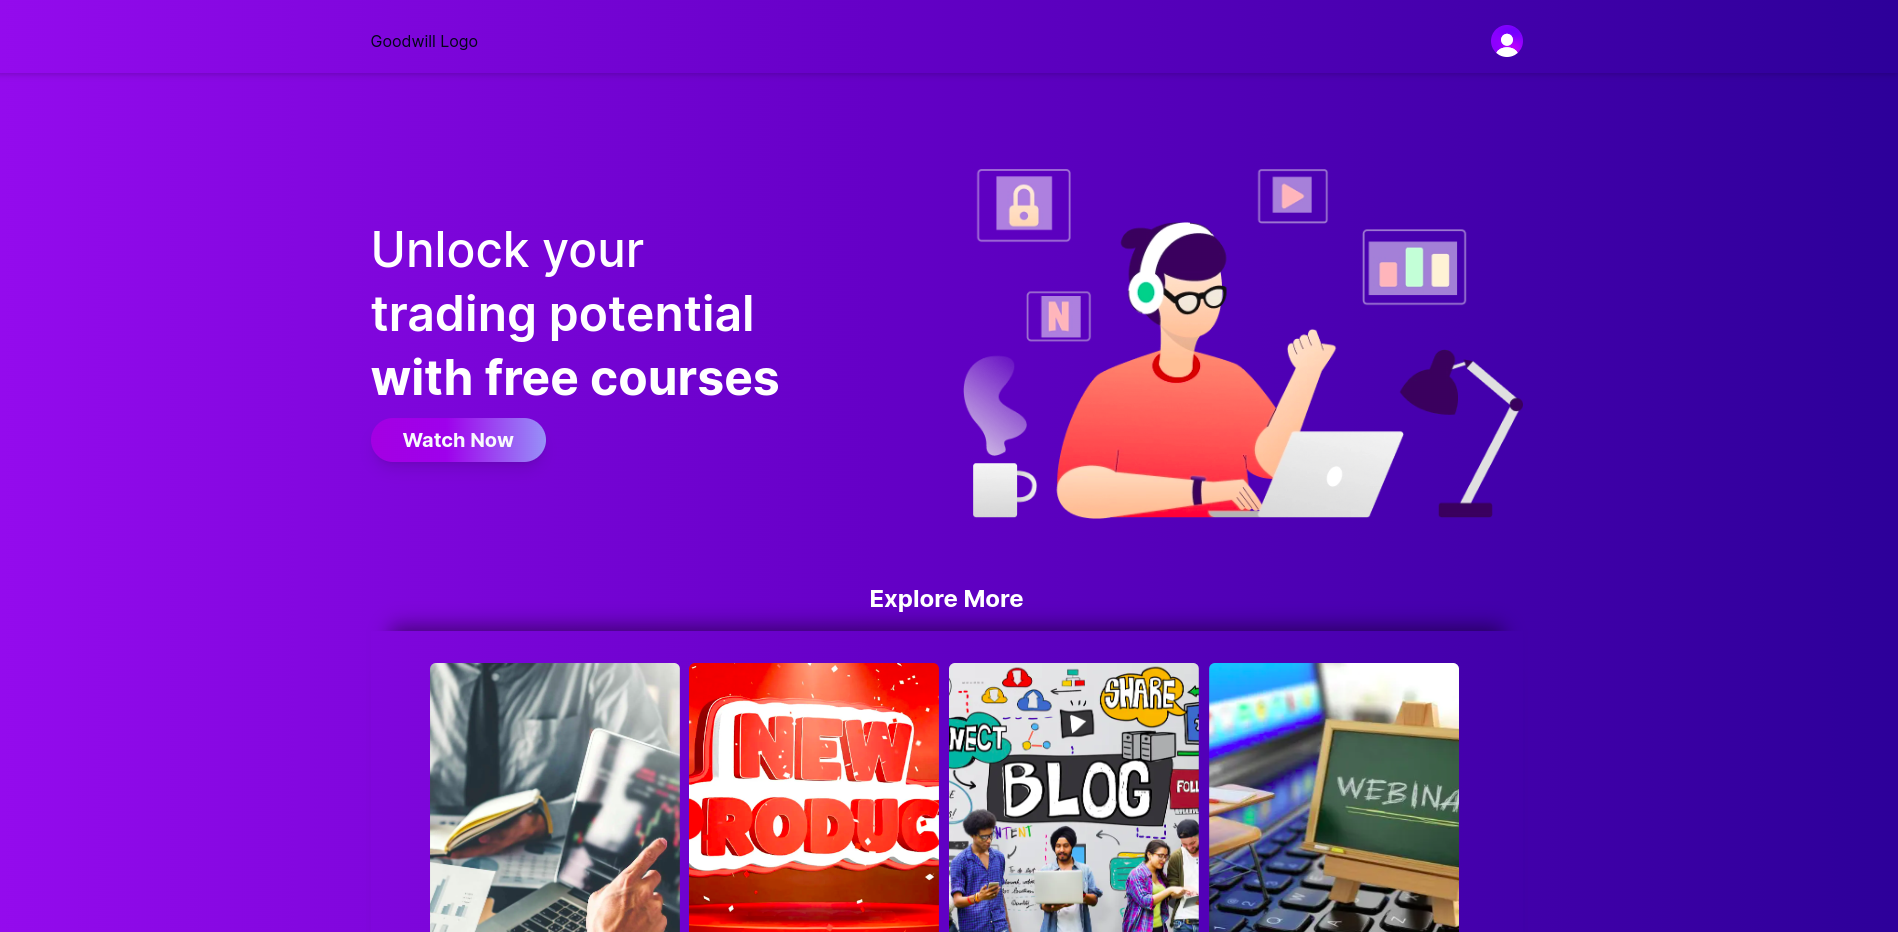 Goodwill Logo
Unlock your
trading potential
with free courses
Watch Now
N
Explore More
NEW
PRODUC
SHARE
NECT
BLOG
FOLL
NTENT
WEBINA